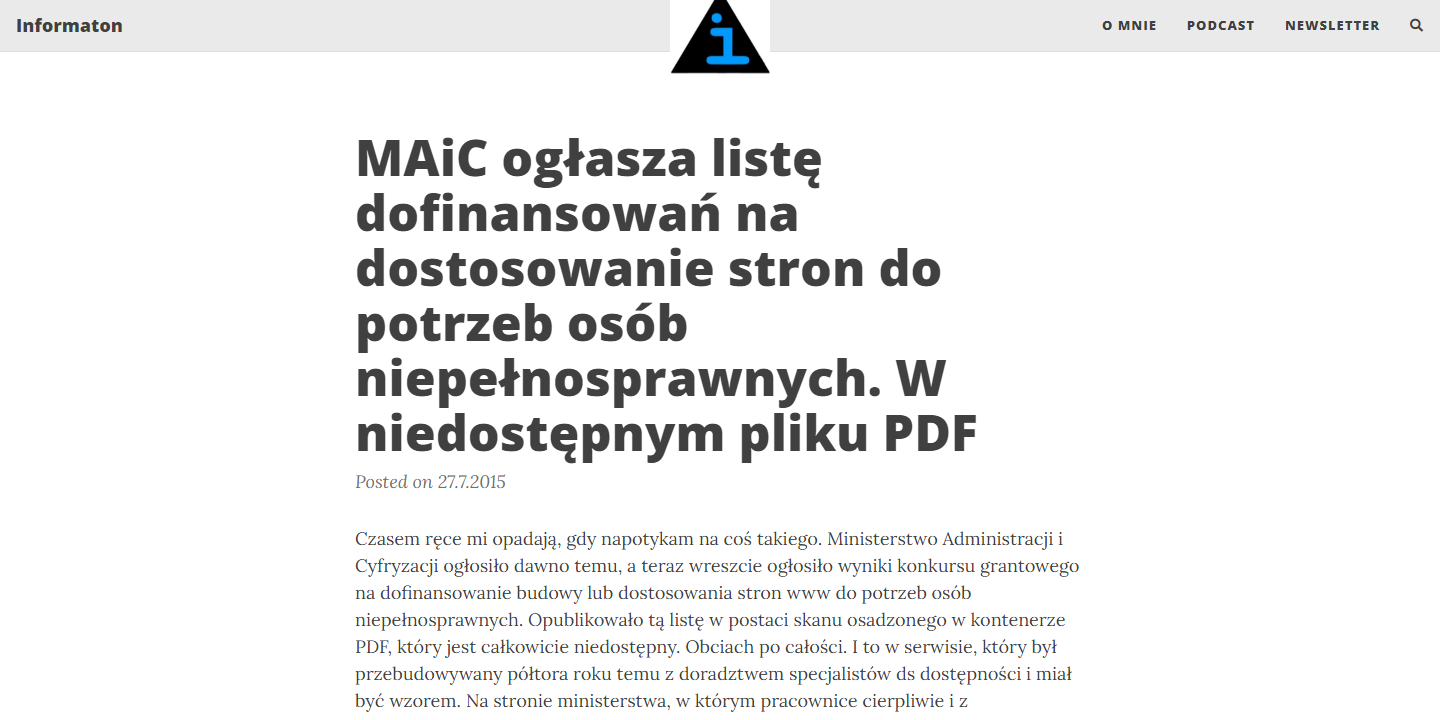 Informaton
i
O MNIE
PODCAST
NEWSLETTER
MAiC ogłasza listę
dofinansowań na
dostosowanie stron do
potrzeb osób
niepełnosprawnych. W
niedostępnym pliku PDF
Posted on 27.7.2015
Czasem ręce mi opadają, gdy napotykam na coś takiego. Ministerstwo Administracji i
Cyfryzacji ogłosiło dawno temu, a teraz wreszcie ogłosiło wyniki konkursu grantowego
na dofinansowanie budowy lub dostosowania stron www do potrzeb osób
niepełnosprawnych. Opublikowało tą listę w postaci skanu osadzonego w kontenerze
PDF, który jest całkowicie niedostępny. Obciach po całości. I to w serwisie, który był
przebudowywany półtora roku temu z doradztwem specjalistów ds dostępności i miał
być wzorem. Na stronie ministerstwa, w którym pracownice cierpliwie i z